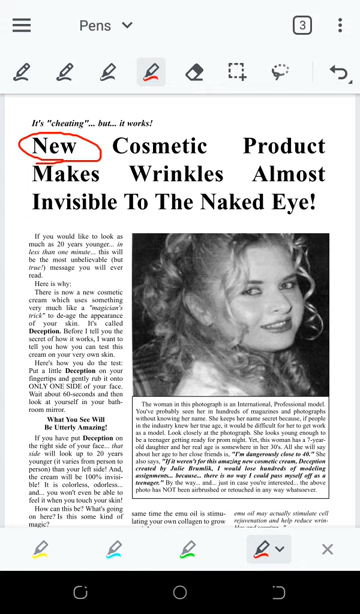 Pens
3
It's "cheating"... but... it works!
New Cosmetic Product
Makes Wrinkles Almost
Invisible To The Naked Eye!
If you would like to look as
much as 20 years younger... in
less than one minute... this will
be the most unbelievable (but
true!) message you will ever
read.
Here is why:
There is now a new cosmetic
cream which uses something
very much like a "magician's
trick" to de-age the appearance
of your skin. It's called
Deception. Before I tell you the
secret of how it works, I want to
tell you how you can test this
cream on your very own skin.
Here's how you do the test:
Put a little Deception on your
fingertips and gently rub it onto
ONLY ONE SIDE of your face.
Wait about 60-seconds and then
look at yourself in your bath-
room mirror.
What You See Will
Be Utterly Amazing!
If you have put Deception on
the right side of your face... that
side will look up to 20 years
younger (it varies from person to
person) than your left side! And,
the cream will be 100% invisi-
ble! It is colorless, odorless...
and... you won't even be able to
feel it when you touch your skin!
How can this be? What's going
on here? Is this some kind of
magic?
The woman in this photograph is an International, Professional model.
You've probably seen her in hundreds of magazines and photographs
without knowing her name. She keeps her name secret because, if people
in the industry knew her true age, it would be difficult for her to get work
as a model. Look closely at the photograph. She looks young enough to
be a teenager getting ready for prom night. Yet, this woman has a 7-year-
old daughter and her real age is somewhere in her 30's. All she will say
about her age to her close friends is, "I'm dangerously close to 40." She
says, "If it weren't for this amazing new cosmetic cream, Deception
created by Julie Brumlik, I would lose hundreds of modeling
assignments... because... there is no way I could pass myself off as a
teenager." By the way... and... just in case you're interested... the above
photo has NOT been airbrushed or retouched in any way whatsoever.
same time the emu oil is stimu-
lating your own collagen to grow
emu oil may actually stimulate cell
rejuvenation and help reduce wrin-